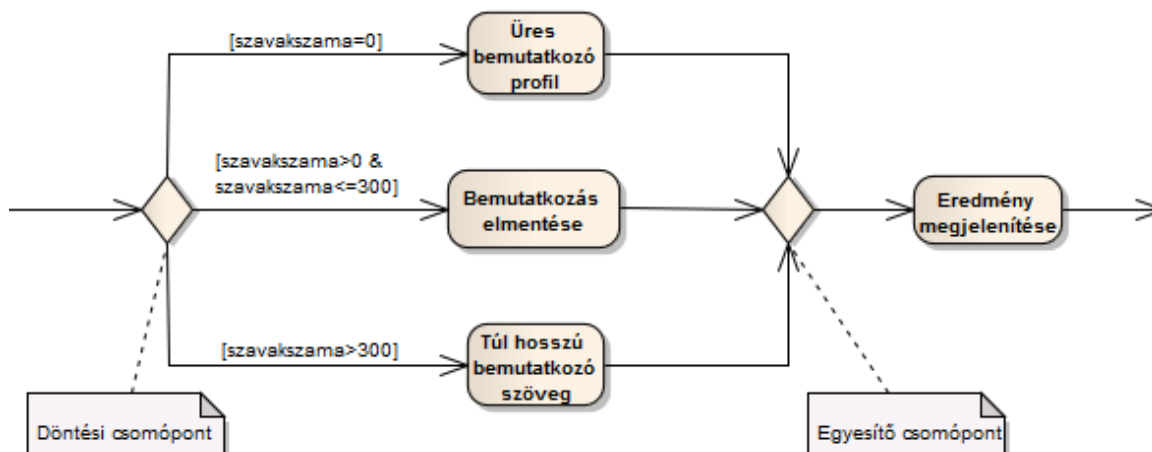 [szavakszama=0]
Üres
bemutatkozó
profil
[szavakszama>0 &
szavakszama<=300]
Bemutatkozás
elmentése
Eredmény
megjelenítése
[szavakszama>300]
Túl hosszú
bemutatkozó
szöveg
Döntési csomópont
Egyesítő csomópont